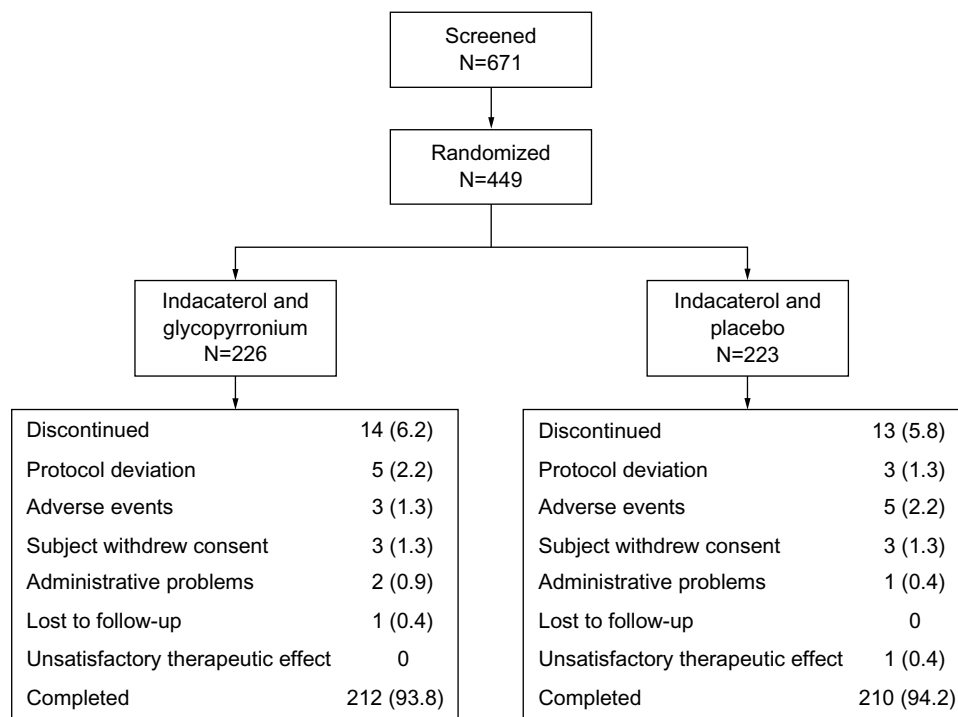 Screened
N=671
Randomized
N=449
Indacaterol and
glycopyrronium
N=226
Indacaterol and
placebo
N=223
Discontinued 14 (6.2)
Protocol deviation 5 (2.2)
Adverse events 3 (1.3)
Subject withdrew consent 3 (1.3)
Administrative problems 2 (0.9)
Lost to follow-up 1 (0.4)
Unsatisfactory therapeutic effect 0
Completed 212 (93.8)
Discontinued 13 (5.8)
Protocol deviation 3 (1.3)
Adverse events 5 (2.2)
Subject withdrew consent 3 (1.3)
Administrative problems 1 (0.4)
Lost to follow-up 0
Unsatisfactory therapeutic effect 1 (0.4)
Completed 210 (94.2)